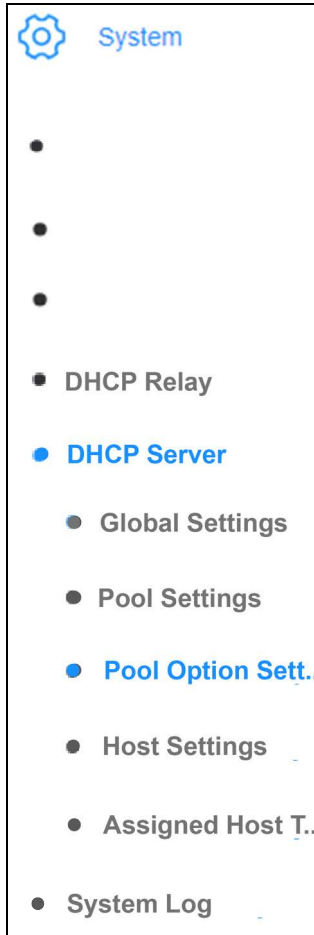 System
DHCP Relay
DHCP Server
Global Settings
Pool Settings
Pool Option Sett..
Host Settings
Assigned Host T..
System Log